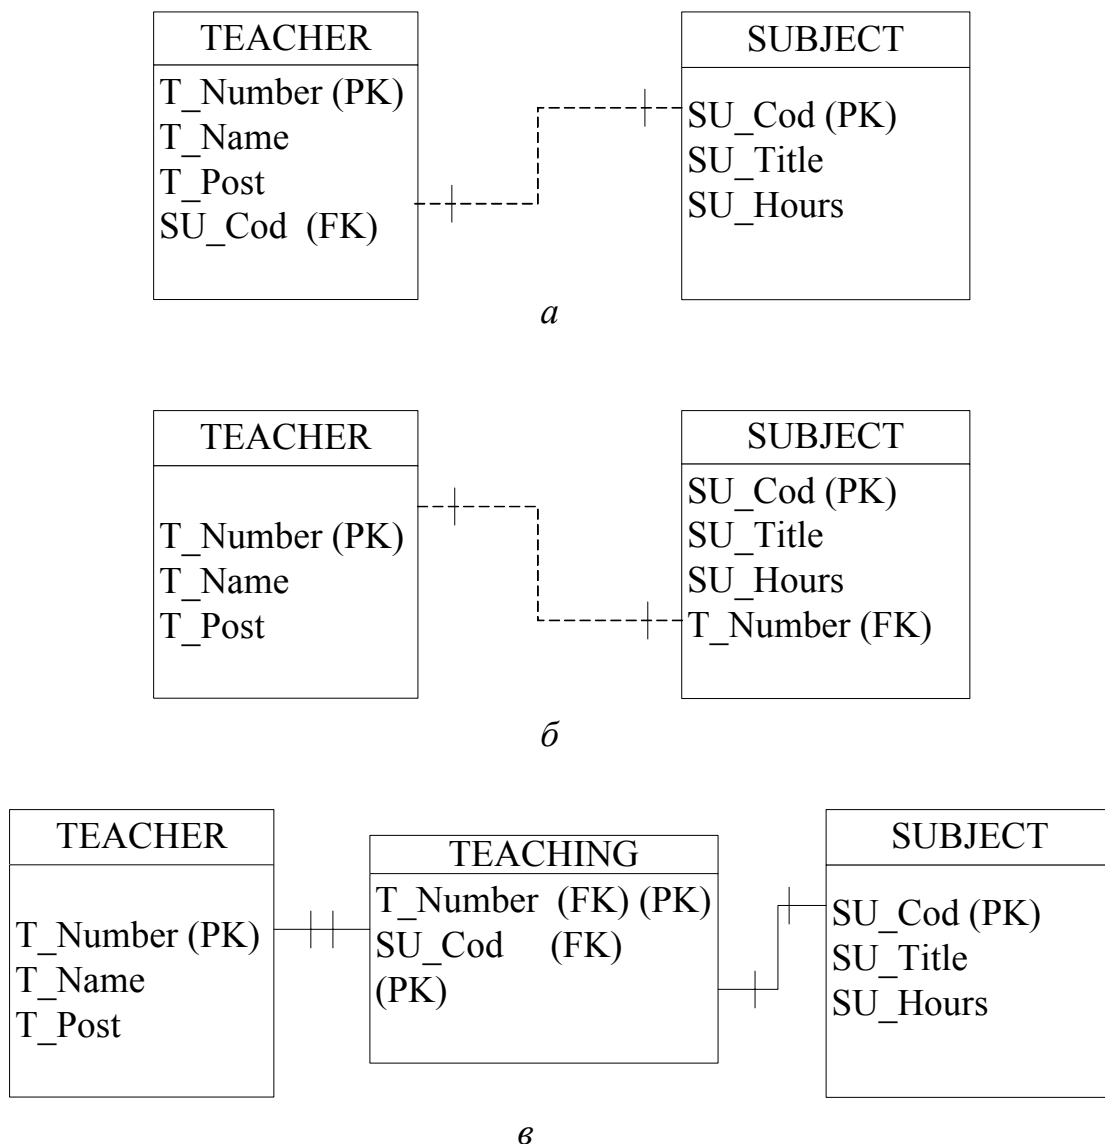 TEACHER
T_Number (PK)
T_Name
T_Post
SU_Cod (FK)
SUBJECT
SU_Cod (PK)
SU_Title
SU_Hours
а
TEACHER
T_Number (PK)
T_Name
T_Post
SUBJECT
SU_Cod (PK)
SU_Title
SU_Hours
T_Number (FK)
б
TEACHER
T_Number (PK)
T_Name
T_Post
TEACHING
T_Number (FK) (PK)
SU_Cod (FK)
(PK)
SUBJECT
SU_Cod (PK)
SU_Title
SU_Hours
в